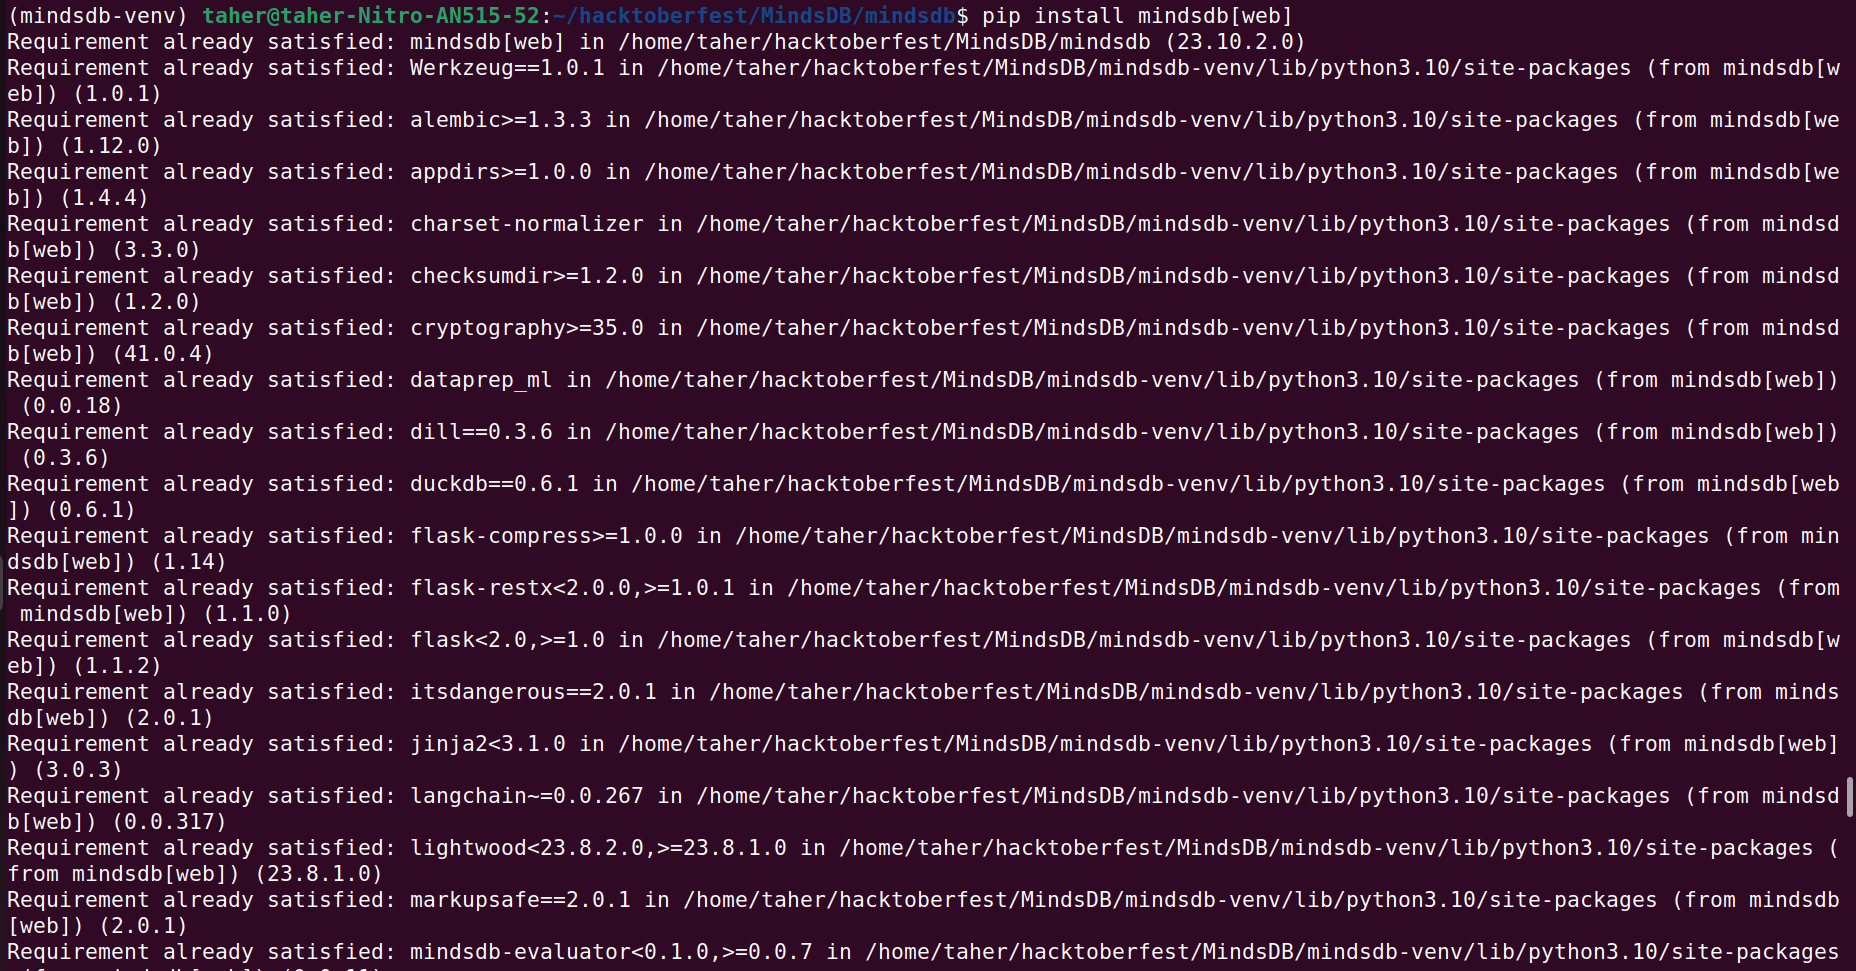 (mindsdb-venv) taher@taher-Nitro-AN515-52:~/hacktoberfest/MindsDB/mindsdb$ pip install mindsdb[web]
Requirement already satisfied: mindsdb[web] in /home/taher/hacktoberfest/MindsDB/mindsdb (23.10.2.0)
Requirement already satisfied: Werkzeug==1.0.1 in /home/taher/hacktoberfest/MindsDB/mindsdb-venv/lib/python3.10/site-packages (from mindsdb[w
eb]) (1.0.1)
Requirement already satisfied: alembic>=1.3.3 in /home/taher/hacktoberfest/MindsDB/mindsdb-venv/lib/python3.10/site-packages (from mindsdb[we
b]) (1.12.0)
Requirement already satisfied: appdirs>=1.0.0 in /home/taher/hacktoberfest/MindsDB/mindsdb-venv/lib/python3.10/site-packages (from mindsdb[we
b]) (1.4.4)
Requirement already satisfied: charset-normalizer in /home/taher/hacktoberfest/MindsDB/mindsdb-venv/lib/python3.10/site-packages (from mindsd
b[web]) (3.3.0)
Requirement already satisfied: checksumdir>=1.2.0 in /home/taher/hacktoberfest/MindsDB/mindsdb-venv/lib/python3.10/site-packages (from mindsd
b[web]) (1.2.0)
Requirement already satisfied: cryptography>=35.0 in /home/taher/hacktoberfest/MindsDB/mindsdb-venv/lib/python3.10/site-packages (from mindsd
b[web]) (41.0.4)
Requirement already satisfied: dataprep_ml in /home/taher/hacktoberfest/MindsDB/mindsdb-venv/lib/python3.10/site-packages (from mindsdb[web])
 (0.0.18)
Requirement already satisfied: dill==0.3.6 in /home/taher/hacktoberfest/MindsDB/mindsdb-venv/lib/python3.10/site-packages (from mindsdb[web])
 (0.3.6)
Requirement already satisfied: duckdb==0.6.1 in /home/taher/hacktoberfest/MindsDB/mindsdb-venv/lib/python3.10/site-packages (from mindsdb[web
]) (0.6.1)
Requirement already satisfied: flask-compress>=1.0.0 in /home/taher/hacktoberfest/MindsDB/mindsdb-venv/lib/python3.10/site-packages (from min
dsdb[web]) (1.14)
Requirement already satisfied: flask-restx<2.0.0,>=1.0.1 in /home/taher/hacktoberfest/MindsDB/mindsdb-venv/lib/python3.10/site-packages (from
 mindsdb[web]) (1.1.0)
Requirement already satisfied: flask<2.0,>=1.0 in /home/taher/hacktoberfest/MindsDB/mindsdb-venv/lib/python3.10/site-packages (from mindsdb[w
eb]) (1.1.2)
Requirement already satisfied: itsdangerous==2.0.1 in /home/taher/hacktoberfest/MindsDB/mindsdb-venv/lib/python3.10/site-packages (from minds
db[web]) (2.0.1)
Requirement already satisfied: jinja2<3.1.0 in /home/taher/hacktoberfest/MindsDB/mindsdb-venv/lib/python3.10/site-packages (from mindsdb[web]
) (3.0.3)
Requirement already satisfied: langchain~=0.0.267 in /home/taher/hacktoberfest/MindsDB/mindsdb-venv/lib/python3.10/site-packages (from mindsd
b[web]) (0.0.317)
Requirement already satisfied: lightwood<23.8.2.0,>=23.8.1.0 in /home/taher/hacktoberfest/MindsDB/mindsdb-venv/lib/python3.10/site-packages (
from mindsdb[web]) (23.8.1.0)
Requirement already satisfied: markupsafe==2.0.1 in /home/taher/hacktoberfest/MindsDB/mindsdb-venv/lib/python3.10/site-packages (from mindsdb
[web]) (2.0.1)
Requirement already satisfied: mindsdb-evaluator<0.1.0,>=0.0.7 in /home/taher/hacktoberfest/MindsDB/mindsdb-venv/lib/python3.10/site-packages